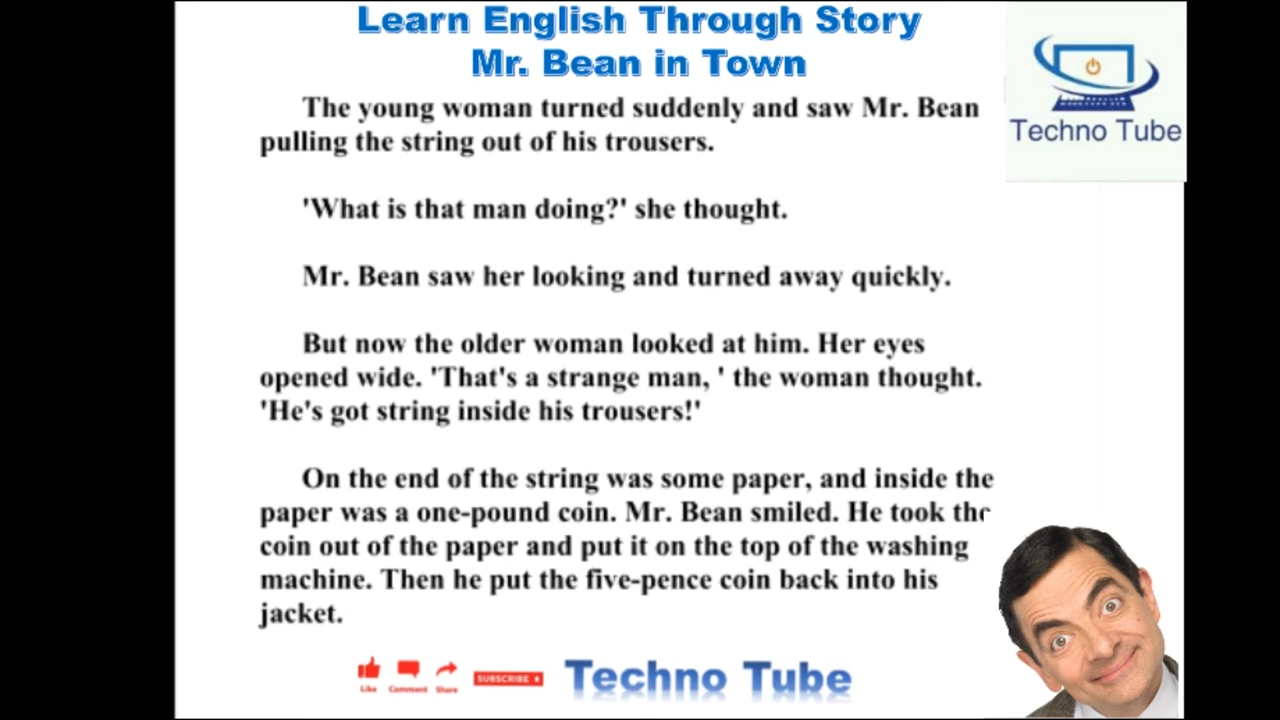 Learn English Through Story
Mr. Bean in Town
Techno Tube
The young woman turned suddenly and saw Mr. Bean
pulling the string out of his trousers.
'What is that man doing?' she thought.
Mr. Bean saw her looking and turned away quickly.
But now the older woman looked at him. Her eyes
opened wide. 'That's a strange man, ' the woman thought.
'He's got string inside his trousers!'
On the end of the string was some paper, and inside the
paper was a one-pound coin. Mr. Bean smiled. He took the
coin out of the paper and put it on the top of the washing
machine. Then he put the five-pence coin back into his
jacket.
Like Comment Share SUBSCRIBE Techno Tube